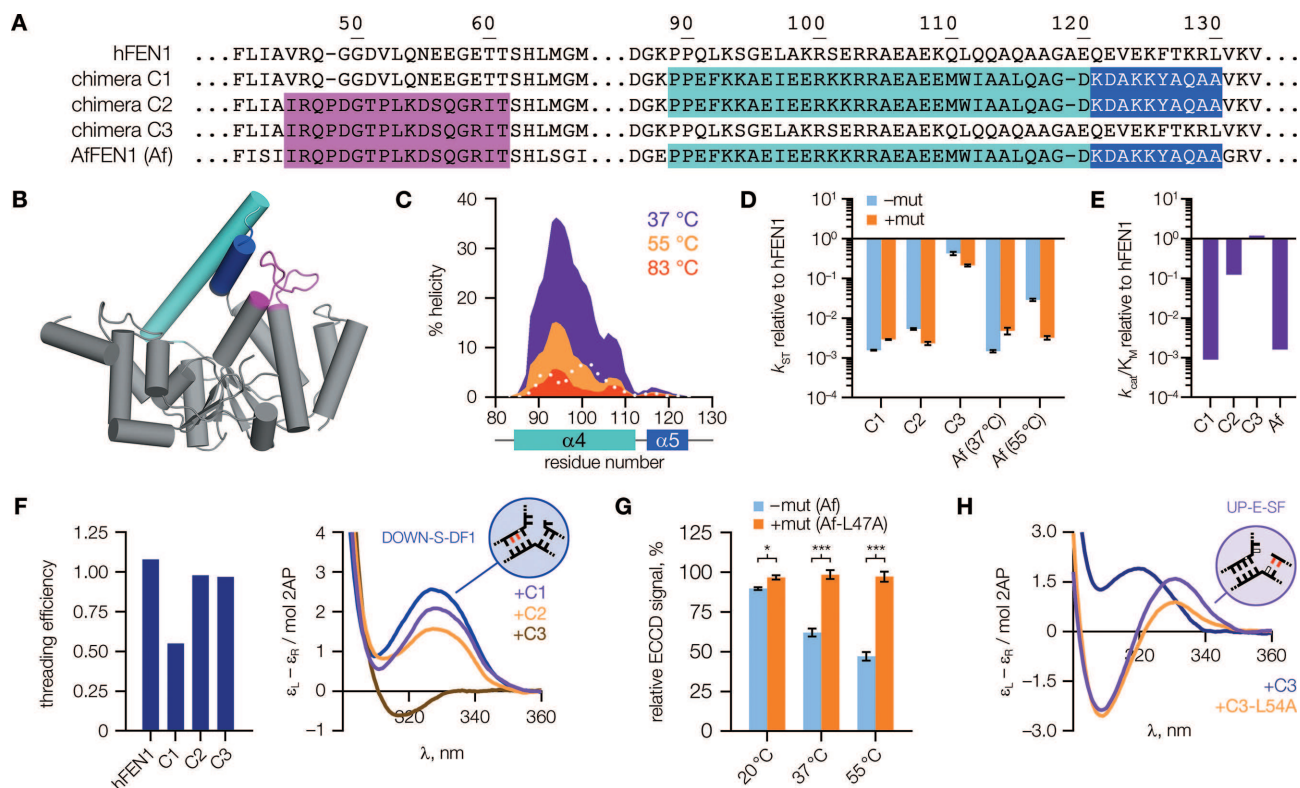 A
50 60 90 100 110 120 130
hFEN1 ...FLIAVRQ-GGDVLQNEEGETTSHLMGM...DGKPPQLKSGELAKRSERRAEAEKQLQQAQAAGAEQEVEKFTKRLVKV...
chimera C1 ...FLIAVRQ-GGDVLQNEEGETTSHLMGM...DGKPPEFKKAEIEERKKRRAEAEEMWIAALQAG-DKDAKKYAQAAVKV...
chimera C2 ...FLIAIRQPDGTPLKDSQGRITSHLMGM...DGKPPEFKKAEIEERKKRRAEAEEMWIAALQAG-DKDAKKYAQAAVKV...
chimera C3 ...FLIAIRQPDGTPLKDSQGRITSHLMGM...DGKPPQLKSGELAKRSERRAEAEKQLQQAQAAGAEQEVEKFTKRLVKV...
AfFEN1 (Af) ...FISIIRQPDGTPLKDSQGRITSHLSGI...DGEPPEFKKAEIEERKKRRAEAEEMWIAALQAG-DKDAKKYAQAAGRV...
B
C
% helicity
40
30
20
10
0
37 °C
55 °C
83 °C
80 90 100 110 120 130
α4 α5
residue number
D
−mut
+mut
kST relative to hFEN1
10¹
1
10⁻¹
10⁻²
10⁻³
10⁻⁴
C1 C2 C3 Af (37°C) Af (55°C)
E
kcat/KM relative to hFEN1
10¹
1
10⁻¹
10⁻²
10⁻³
10⁻⁴
C1 C2 C3 Af
F
threading efficiency
1.25
1.00
0.75
0.50
0.25
0
hFEN1 C1 C2 C3
εL − εR / mol 2AP
4
3
2
1
0
−1
DOWN-S-DF1
+C1
+C2
+C3
320 340 360
λ, nm
G
−mut (Af)
+mut (Af-L47A)
relative ECCD signal, %
125
100
75
50
25
0
* *** ***
20°C 37°C 55°C
H
εL − εR / mol 2AP
3.0
1.5
0
-1.5
-3.0
UP-E-SF
320 340 360
+C3
+C3-L54A
λ, nm